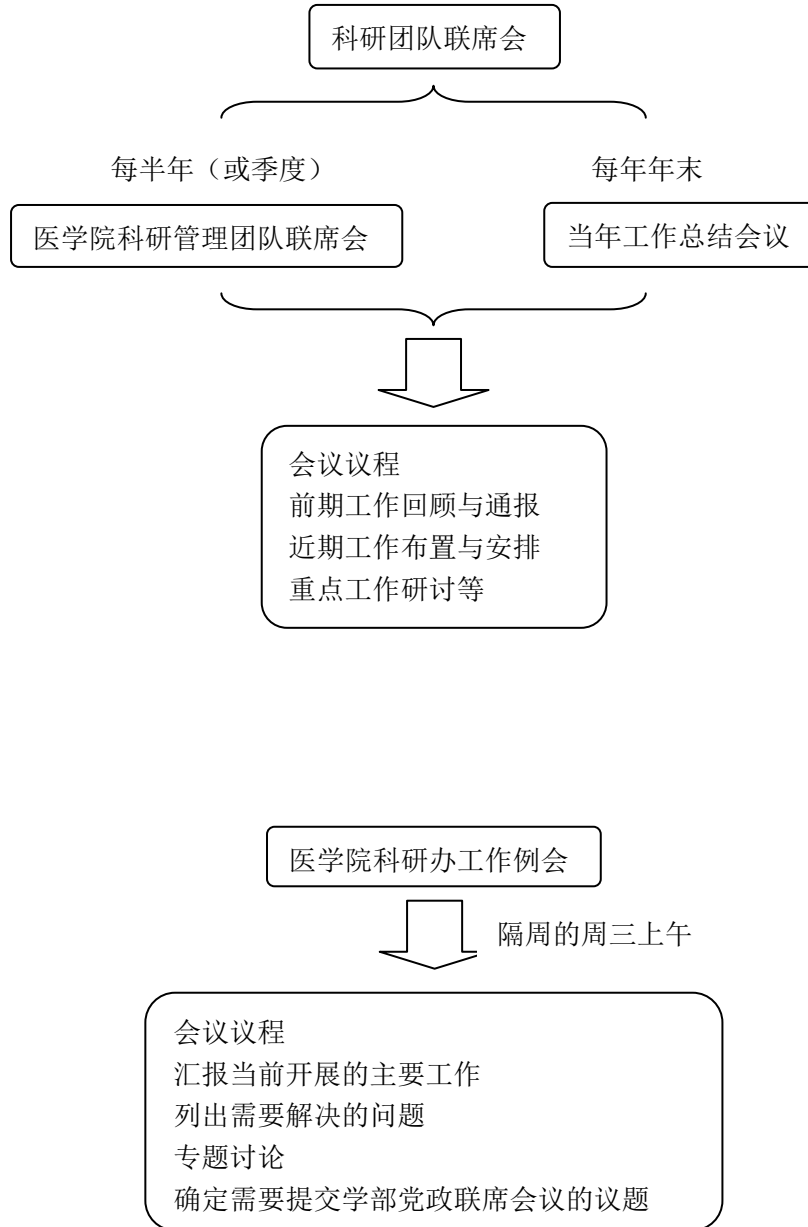 科研团队联席会
每半年（或季度）
每年年末
医学院科研管理团队联席会
当年工作总结会议
会议议程
前期工作回顾与通报
近期工作布置与安排
重点工作研讨等
医学院科研办工作例会
隔周的周三上午
会议议程
汇报当前开展的主要工作
列出需要解决的问题
专题讨论
确定需要提交学部党政联席会议的议题